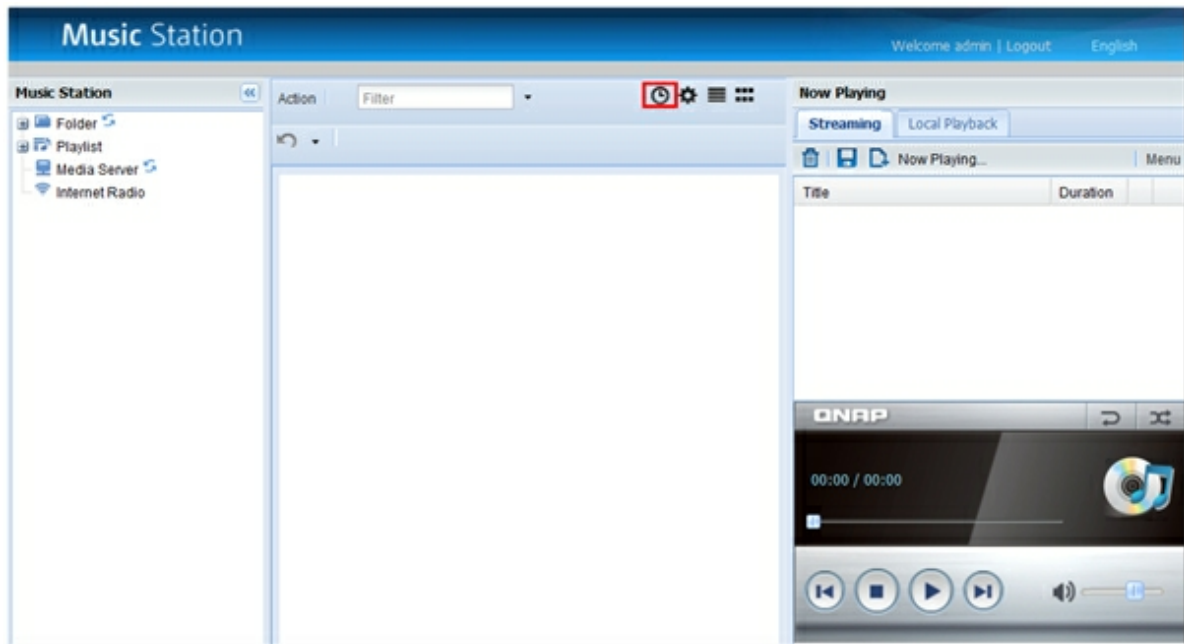 Music Station
Welcome admin | Logout English
Music Station
Folder
Playlist
Media Server
Internet Radio
Action Filter
Now Playing
Streaming Local Playback
Now Playing... Menu
Title Duration
QNAP
00:00 / 00:00